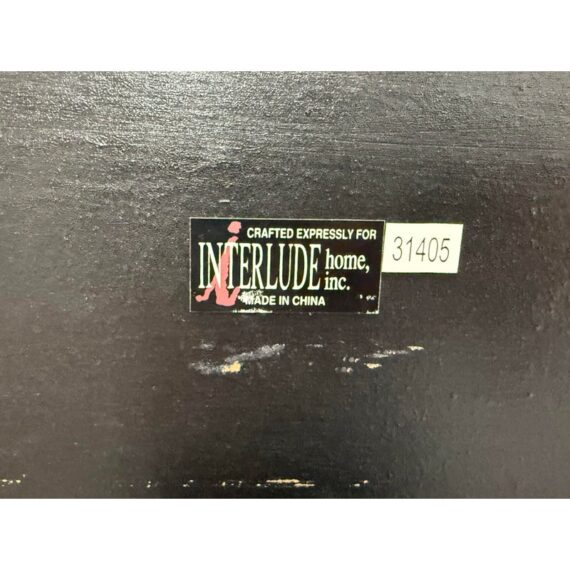 CRAFTED EXPRESSLY FOR
INTERLUDE home, inc.
MADE IN CHINA
31405